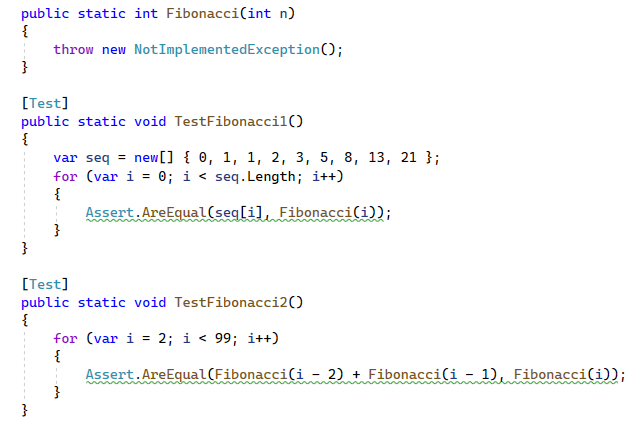 public static int Fibonacci(int n)
{
    throw new NotImplementedException();
}

[Test]
public static void TestFibonacci1()
{
    var seq = new[] { 0, 1, 1, 2, 3, 5, 8, 13, 21 };
    for (var i = 0; i < seq.Length; i++)
    {
        Assert.AreEqual(seq[i], Fibonacci(i));
    }
}

[Test]
public static void TestFibonacci2()
{
    for (var i = 2; i < 99; i++)
    {
        Assert.AreEqual(Fibonacci(i - 2) + Fibonacci(i - 1), Fibonacci(i));
    }
}